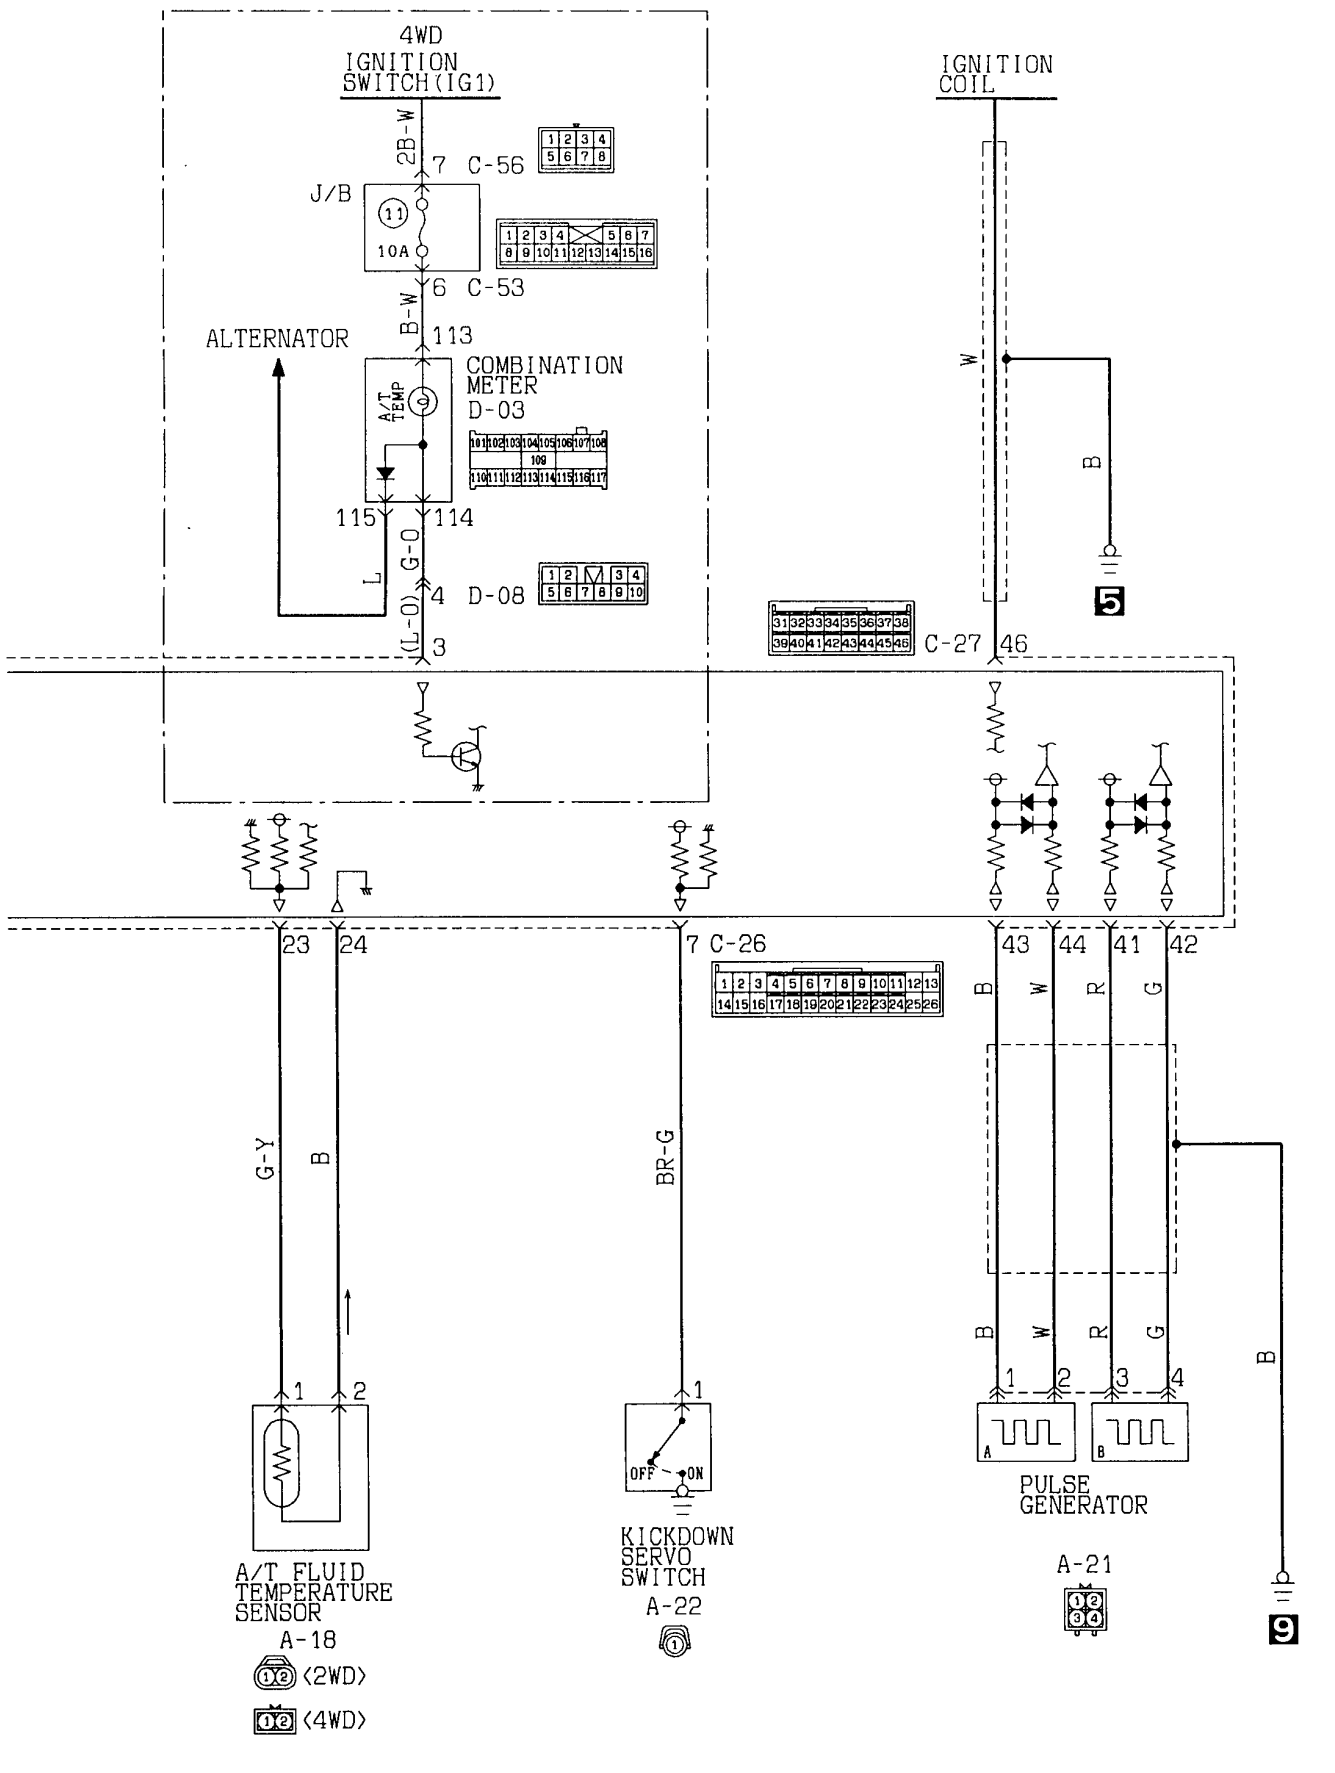 4WD
IGNITION
SWITCH(IG1)
IGNITION
COIL
2B-W
7 C-56
1 2 3 4
5 6 7 8
J/B
11
10A
1 2 3 4 5 6 7
8 9 10 11 12 13 14 15 16
6 C-53
B-W
ALTERNATOR
113
COMBINATION
METER
D-03
A/T
TEMP
101 102 103 104 105 106 107 108
109
110 111 112 113 114 115 116 117
W
B
115
114
G-O
L
1 2 3 4
5 6 7 8 9 10
4 D-08
(L-O)
3
5
31 32 33 34 35 36 37 38
39 40 41 42 43 44 45 46
C-27 46
23
24
7 C-26
43
44
41
42
1 2 3 4 5 6 7 8 9 10 11 12 13
14 15 16 17 18 19 20 21 22 23 24 25 26
B
W
R
G
G-Y
B
BR-G
B
W
R
G
B
1
2
1
1
2
3
4
OFF
ON
A
B
PULSE
GENERATOR
KICKDOWN
SERVO
SWITCH
A-22
1
A/T FLUID
TEMPERATURE
SENSOR
A-18
1 2 <2WD>
1 2 <4WD>
A-21
1 2
3 4
9